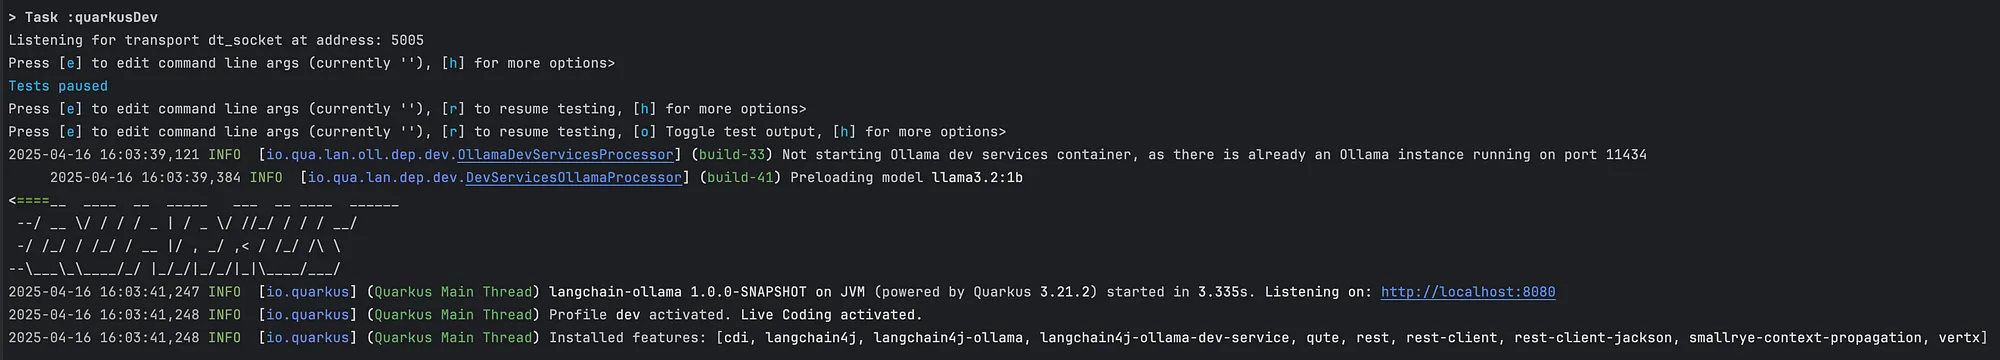 > Task :quarkusDev
Listening for transport dt_socket at address: 5005
Press [e] to edit command line args (currently ''), [h] for more options>
Tests paused
Press [e] to edit command line args (currently ''), [r] to resume testing, [h] for more options>
Press [e] to edit command line args (currently ''), [r] to resume testing, [o] Toggle test output, [h] for more options>
2025-04-16 16:03:39,121 INFO  [io.qua.lan.oll.dep.dev.OllamaDevServicesProcessor] (build-33) Not starting Ollama dev services container, as there is already an Ollama instance running on port 11434
     2025-04-16 16:03:39,384 INFO  [io.qua.lan.dep.dev.DevServicesOllamaProcessor] (build-41) Preloading model llama3.2:1b
<====__  ____  __  _____   ___  __ ____  ______
 --/ __ \/ / / / _ | / _ \/ //_/ / / / __/
 -/ /_/ / /_/ / __ |/ , _/ ,< / /_/ /\ \
--\___\_\____/_/ |_/_/|_/_/|_|\____/___/
2025-04-16 16:03:41,247 INFO  [io.quarkus] (Quarkus Main Thread) langchain-ollama 1.0.0-SNAPSHOT on JVM (powered by Quarkus 3.21.2) started in 3.335s. Listening on: http://localhost:8080
2025-04-16 16:03:41,248 INFO  [io.quarkus] (Quarkus Main Thread) Profile dev activated. Live Coding activated.
2025-04-16 16:03:41,248 INFO  [io.quarkus] (Quarkus Main Thread) Installed features: [cdi, langchain4j, langchain4j-ollama, langchain4j-ollama-dev-service, qute, rest, rest-client, rest-client-jackson, smallrye-context-propagation, vertx]